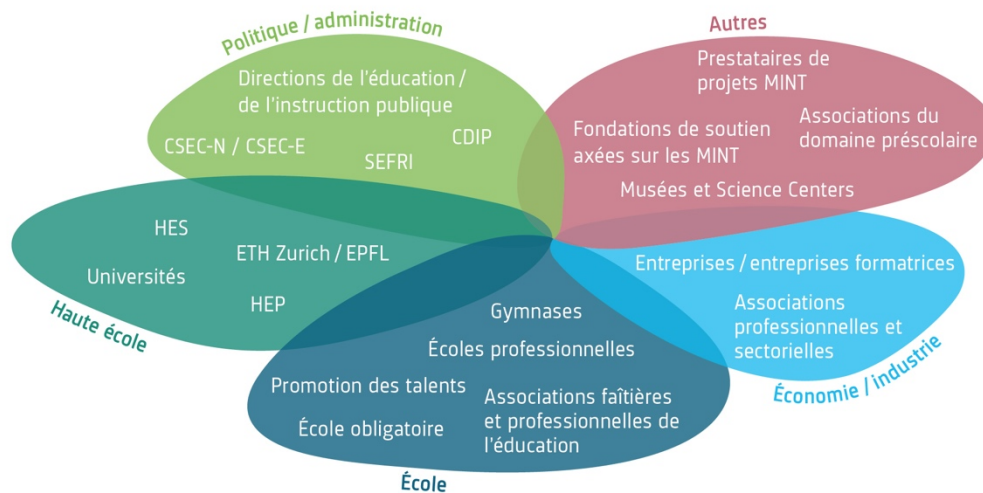 Politique / administration
Directions de l'éducation /
de l'instruction publique
CSEC-N / CSEC-E
CDIP
SEFRI
Autres
Prestataires de
projets MINT
Associations du
domaine préscolaire
Fondations de soutien
axées sur les MINT
Musées et Science Centers
HES
ETH Zurich / EPFL
Universités
HEP
Haute école
Gymnases
Écoles professionnelles
Promotion des talents
Associations faîtières
et professionnelles de
l'éducation
École obligatoire
École
Entreprises / entreprises formatrices
Associations
professionnelles et
sectorielles
Économie / industrie